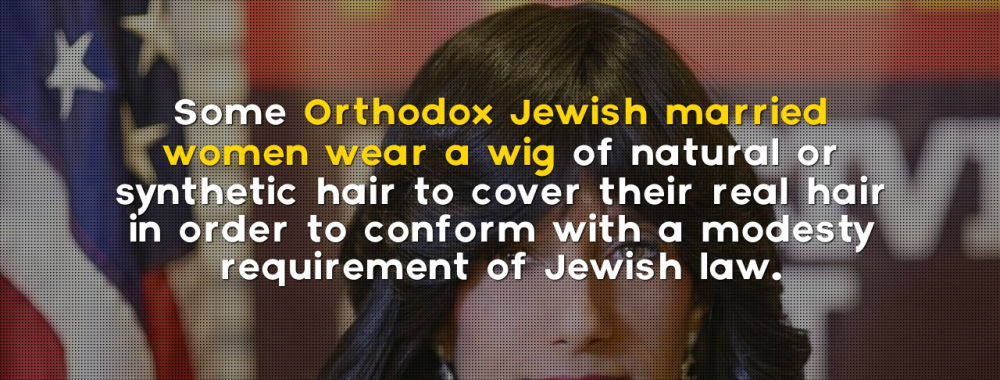 Some Orthodox Jewish married
women wear a wig of natural or
synthetic hair to cover their real hair
in order to conform with a modesty
requirement of Jewish law.